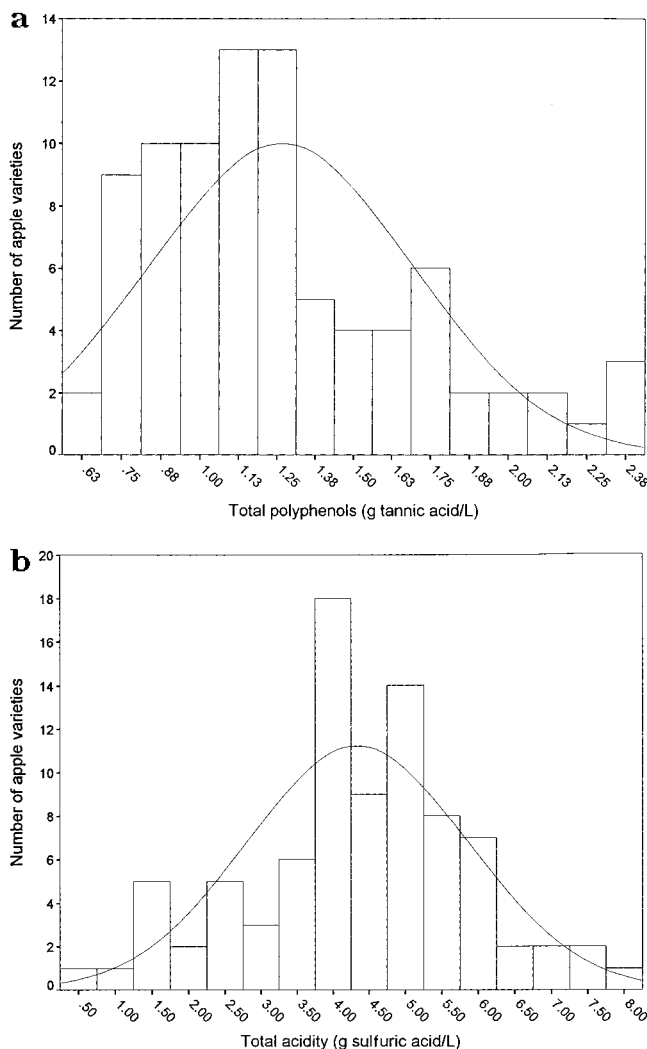 a
14
12
10
8
6
4
2
0
Number of apple varieties
.63 .75 .88 1.00 1.13 1.25 1.38 1.50 1.63 1.75 1.88 2.00 2.13 2.25 2.38
Total polyphenols (g tannic acid/L)
b
20
18
16
14
12
10
8
6
4
2
0
Number of apple varieties
.50 1.00 1.50 2.00 2.50 3.00 3.50 4.00 4.50 5.00 5.50 6.00 6.50 7.00 7.50 8.00
Total acidity (g sulfuric acid/L)